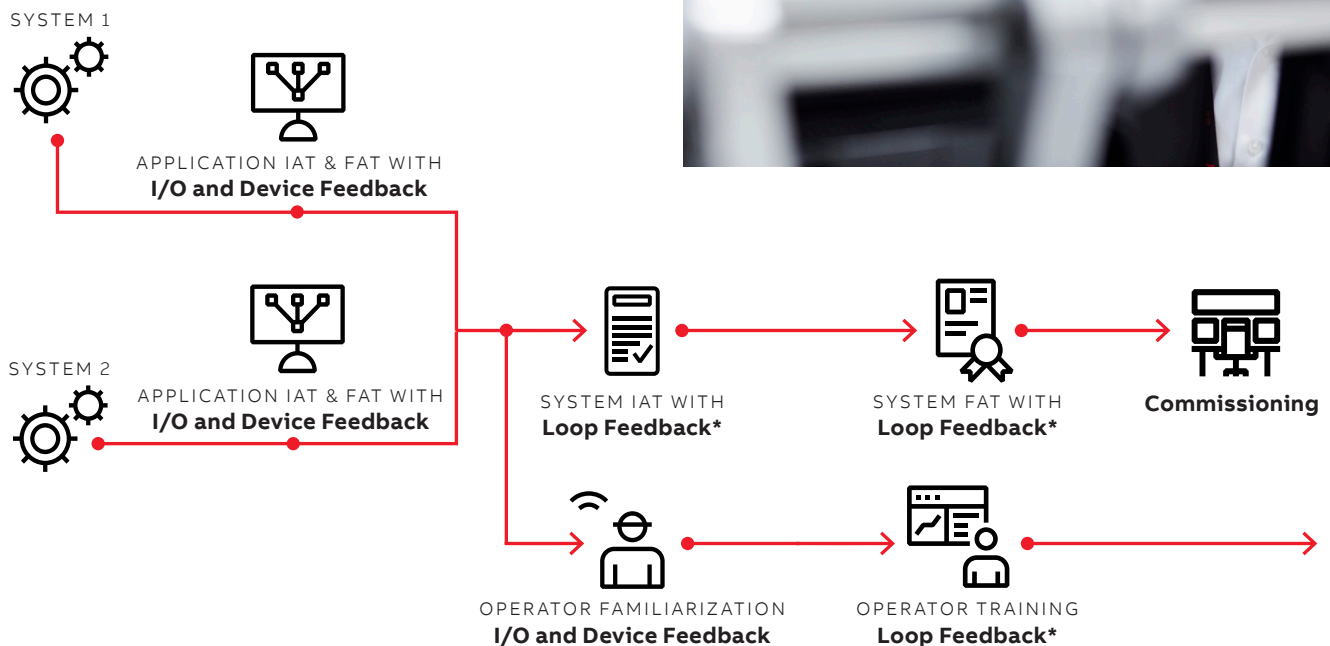 SYSTEM 1
APPLICATION IAT & FAT WITH
I/O and Device Feedback
SYSTEM 2
APPLICATION IAT & FAT WITH
I/O and Device Feedback
SYSTEM IAT WITH
Loop Feedback*
SYSTEM FAT WITH
Loop Feedback*
Commissioning
OPERATOR FAMILIARIZATION
I/O and Device Feedback
OPERATOR TRAINING
Loop Feedback*